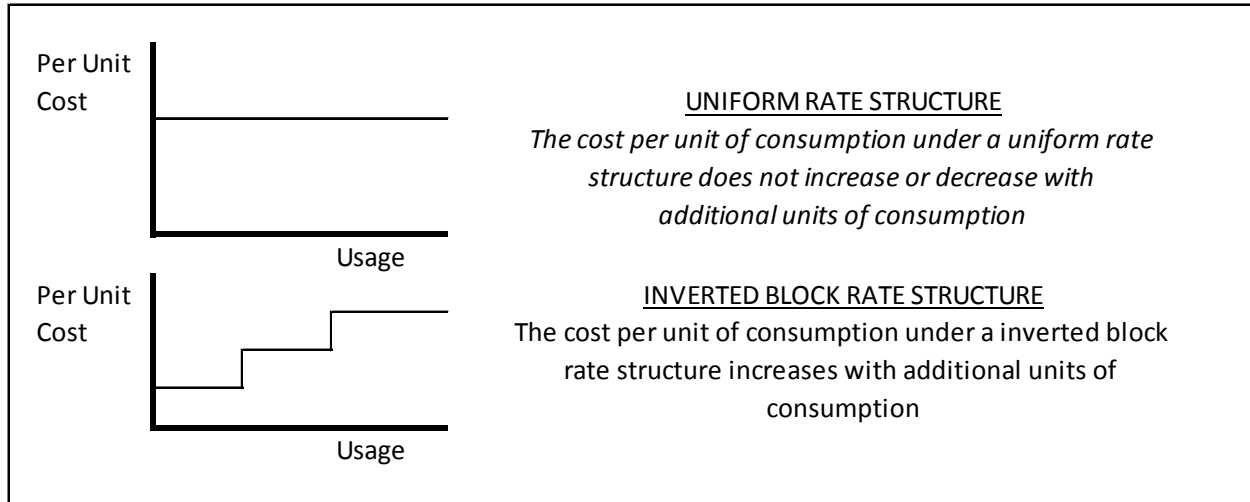 Per Unit
Cost
UNIFORM RATE STRUCTURE
The cost per unit of consumption under a uniform rate
structure does not increase or decrease with
additional units of consumption
Usage
Per Unit
Cost
INVERTED BLOCK RATE STRUCTURE
The cost per unit of consumption under a inverted block
rate structure increases with additional units of
consumption
Usage